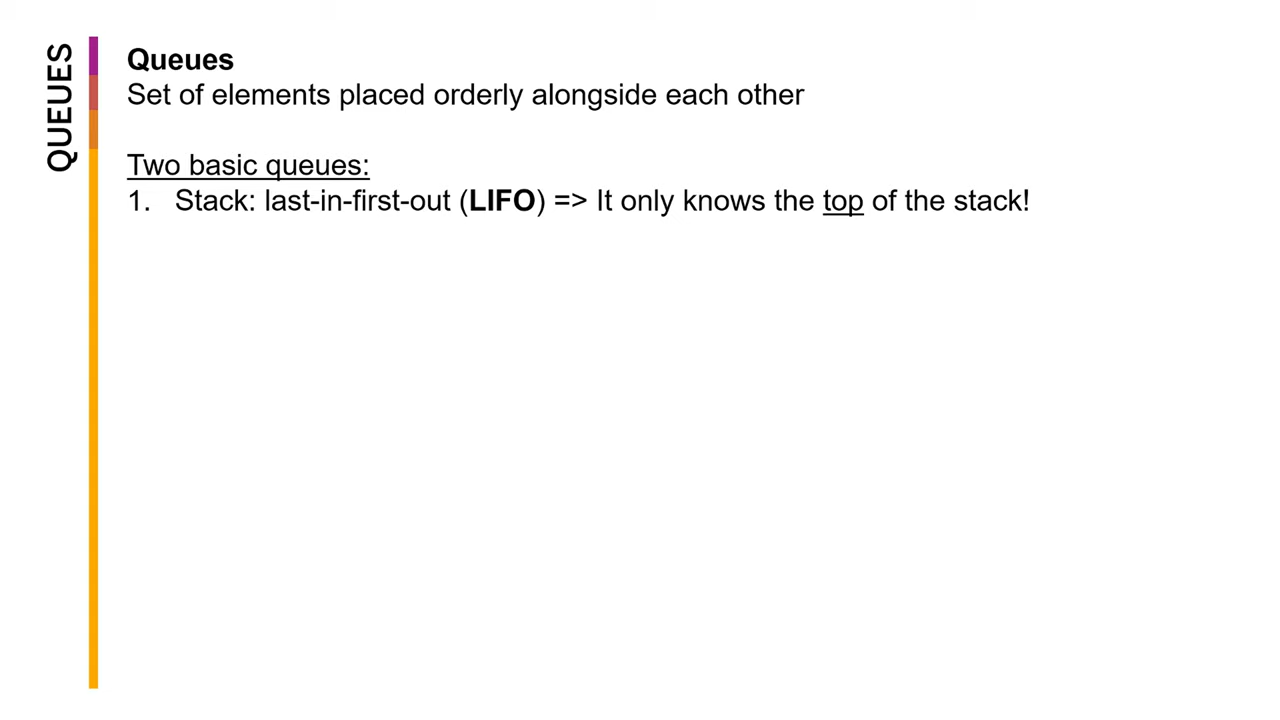 QUEUES
Queues
Set of elements placed orderly alongside each other
Two basic queues:
1. Stack: last-in-first-out (LIFO) => It only knows the top of the stack!